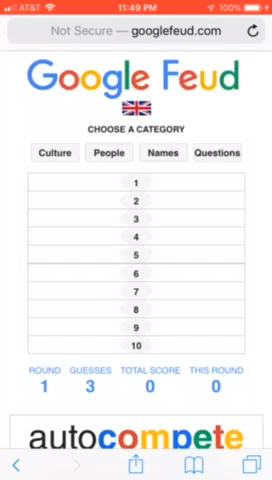 AT&T 11:49 PM 100%
Not Secure — googlefeud.com
Google Feud
CHOOSE A CATEGORY
Culture People Names Questions
1
2
3
4
5
6
7
8
9
10
ROUND GUESSES TOTAL SCORE THIS ROUND
1 3 0 0
autocompete